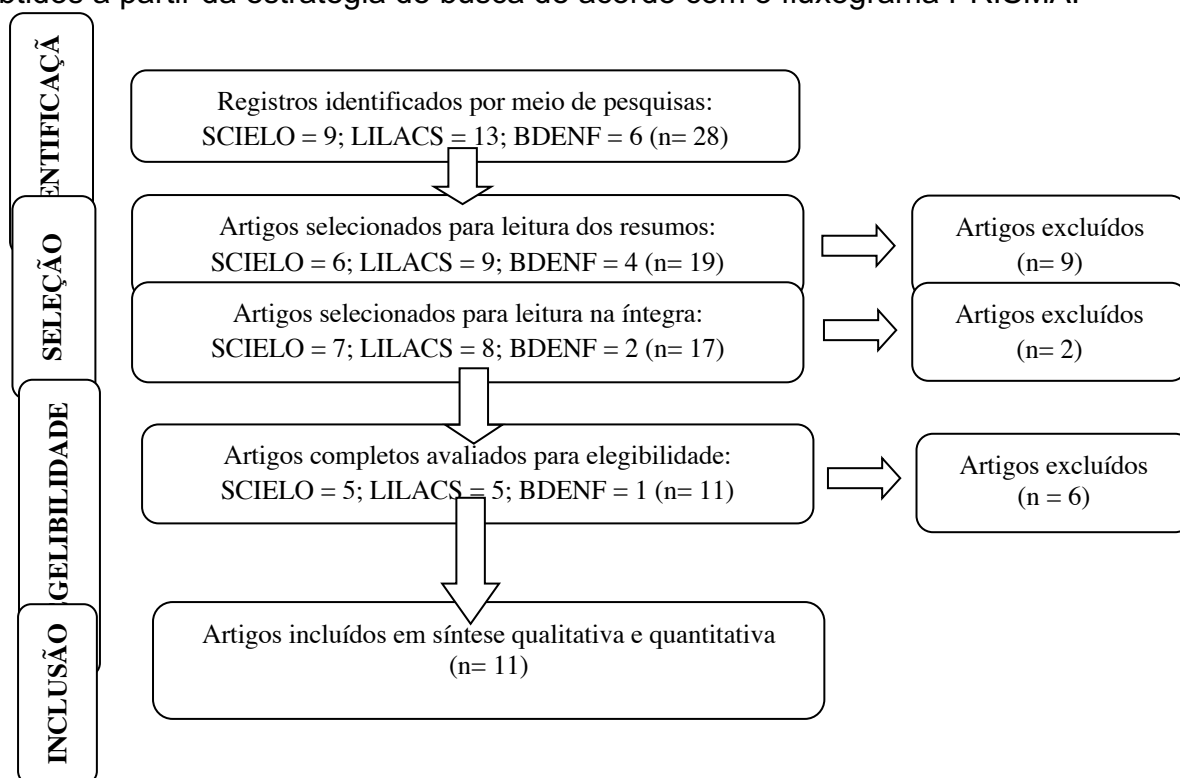 btidos a partir da estratégia de busca de acordo com o fluxograma PRISMA.
ENTIFICAÇÃ
Registros identificados por meio de pesquisas:
SCIELO = 9; LILACS = 13; BDENF = 6 (n= 28)
SELEÇÃO
Artigos selecionados para leitura dos resumos:
SCIELO = 6; LILACS = 9; BDENF = 4 (n= 19)
Artigos excluídos
(n= 9)
Artigos selecionados para leitura na íntegra:
SCIELO = 7; LILACS = 8; BDENF = 2 (n= 17)
Artigos excluídos
(n= 2)
GELIBILIDADE
Artigos completos avaliados para elegibilidade:
SCIELO = 5; LILACS = 5; BDENF = 1 (n= 11)
Artigos excluídos
(n = 6)
INCLUSÃO
Artigos incluídos em síntese qualitativa e quantitativa
(n= 11)